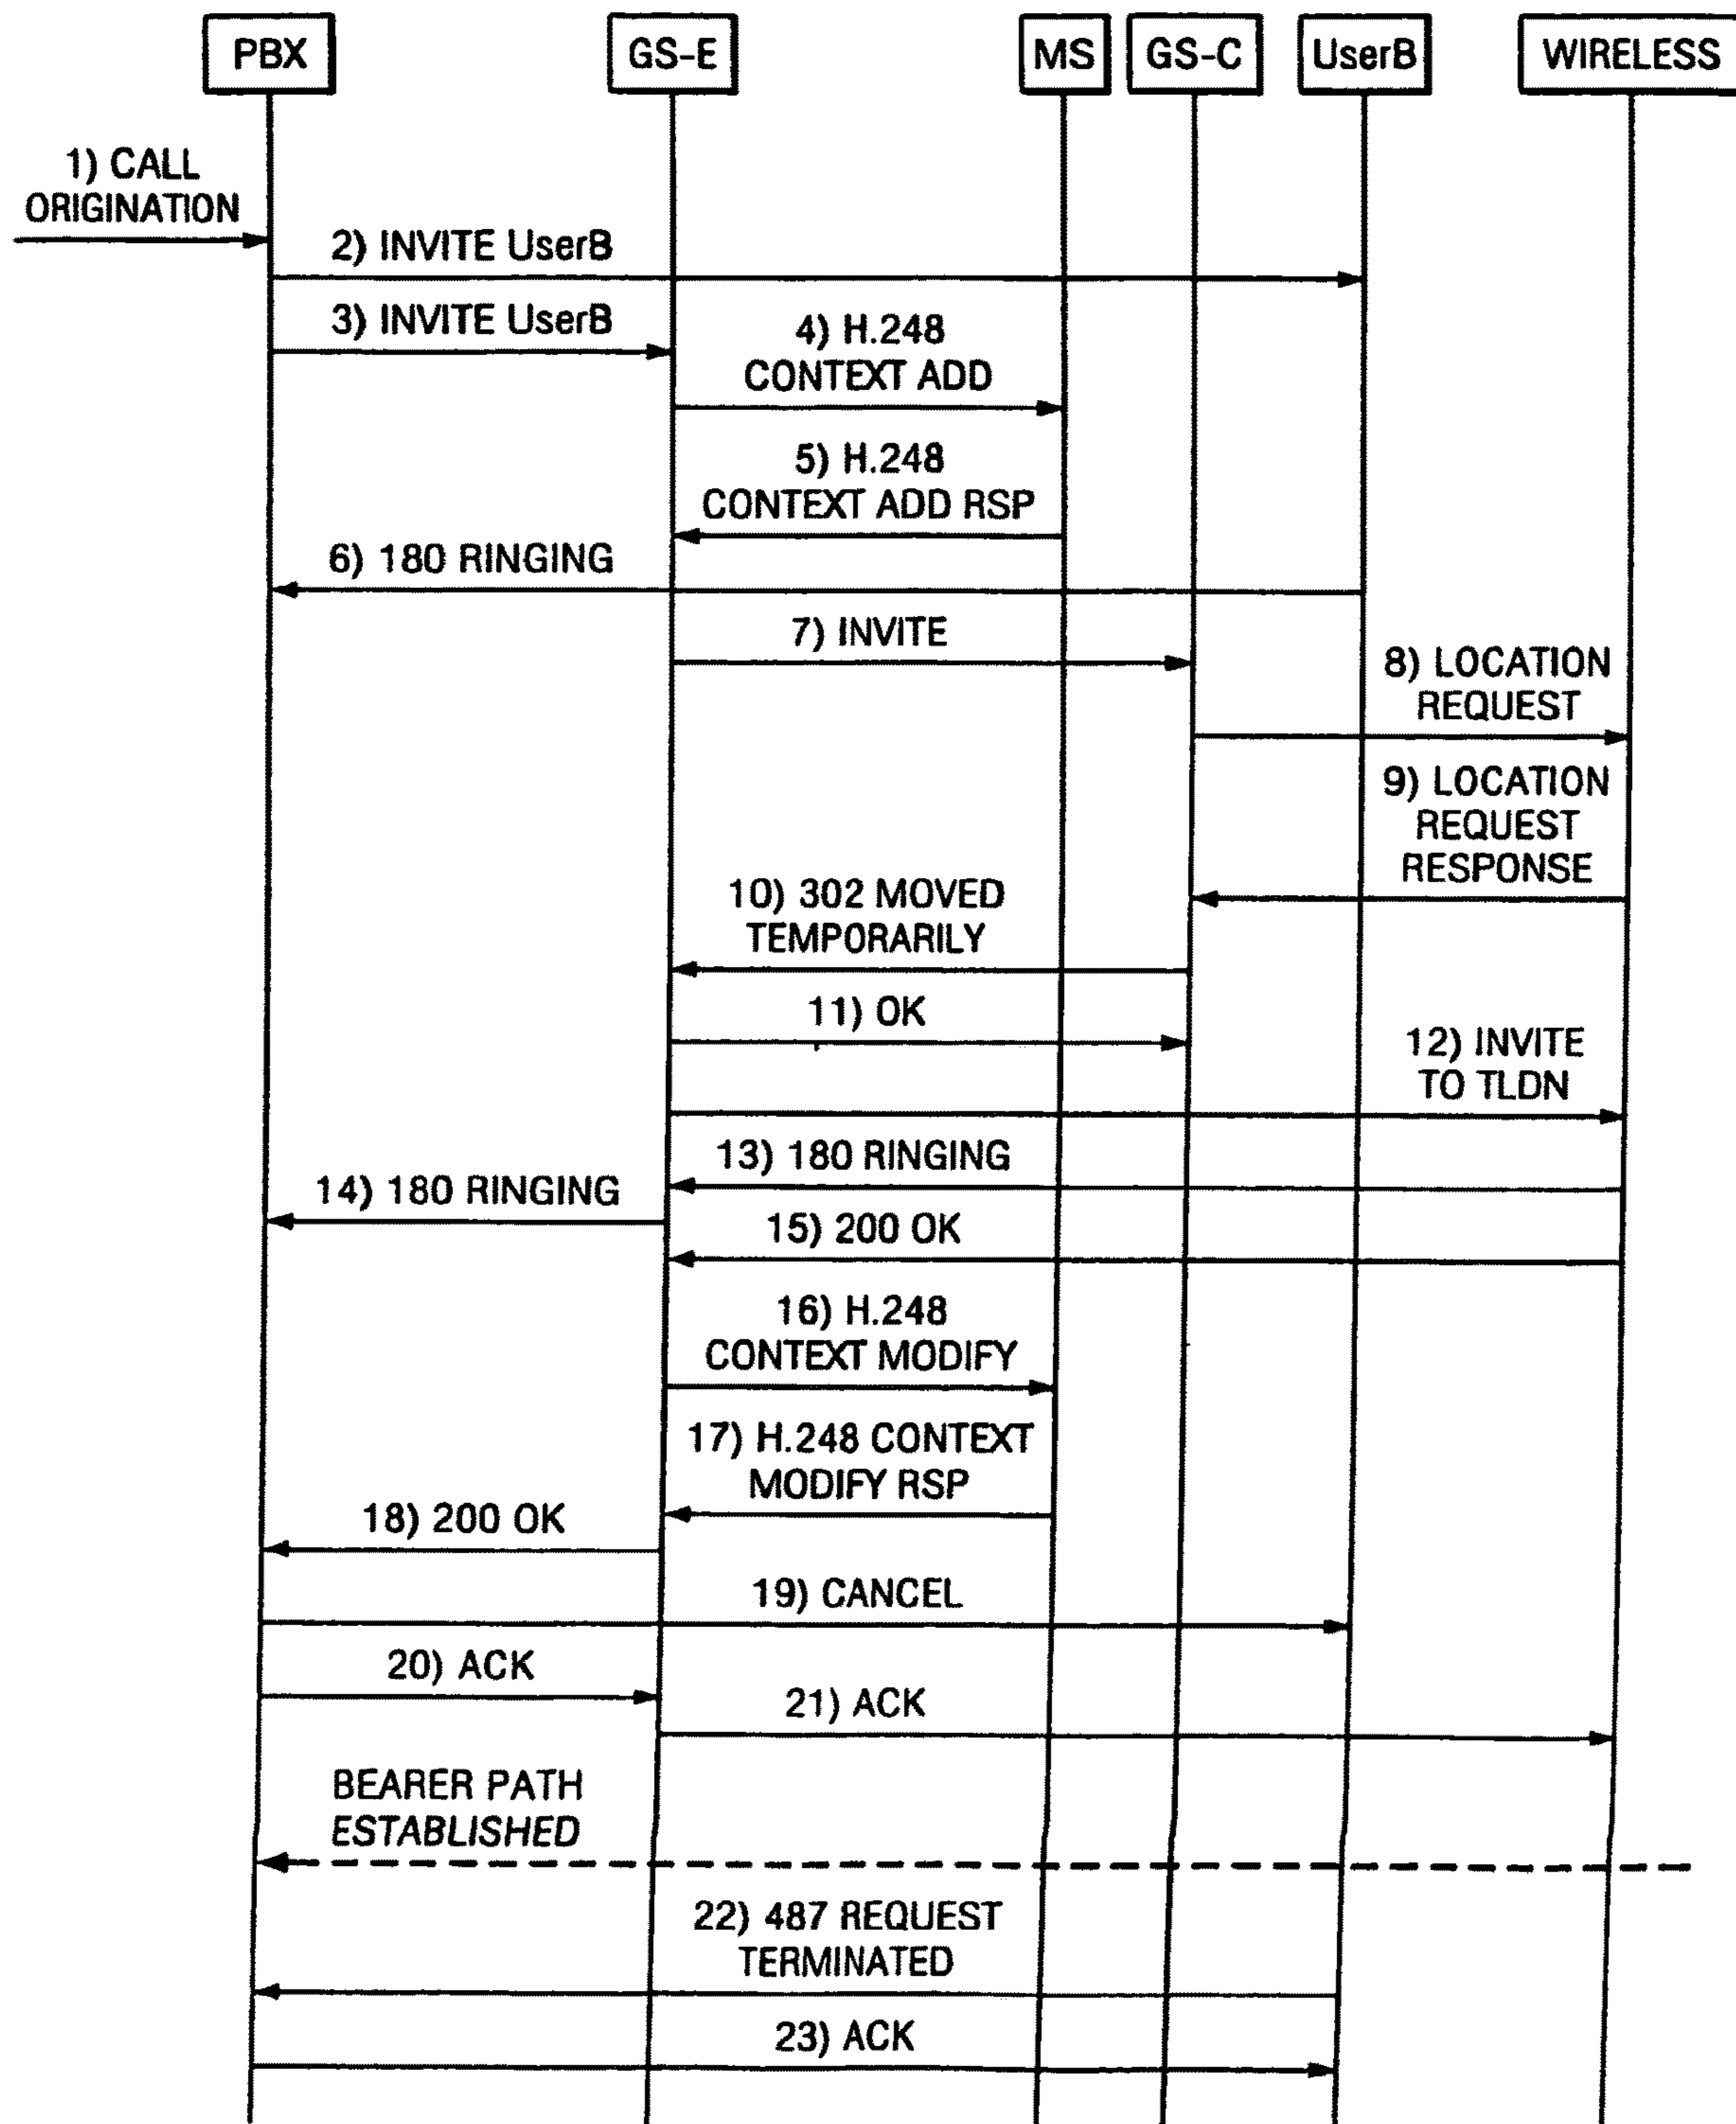 PBX
GS-E
MS
GS-C
UserB
WIRELESS
1) CALL
ORIGINATION
2) INVITE UserB
3) INVITE UserB
4) H.248
CONTEXT ADD
5) H.248
CONTEXT ADD RSP
6) 180 RINGING
7) INVITE
8) LOCATION
REQUEST
9) LOCATION
REQUEST
RESPONSE
10) 302 MOVED
TEMPORARILY
11) OK
12) INVITE
TO TLDN
13) 180 RINGING
14) 180 RINGING
15) 200 OK
16) H.248
CONTEXT MODIFY
17) H.248 CONTEXT
MODIFY RSP
18) 200 OK
19) CANCEL
20) ACK
21) ACK
BEARER PATH
ESTABLISHED
22) 487 REQUEST
TERMINATED
23) ACK